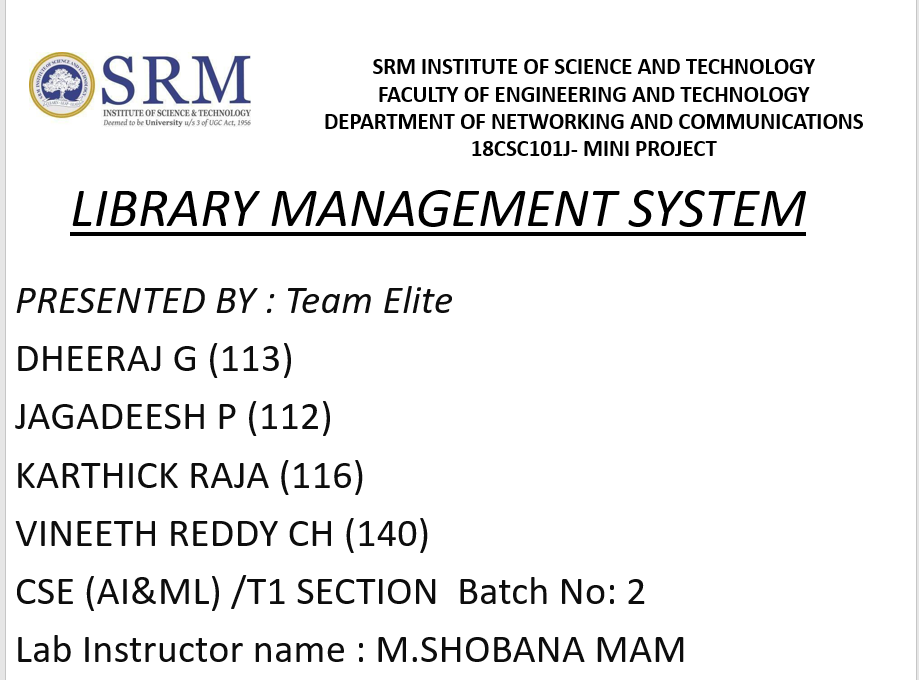 SRM
INSTITUTE OF SCIENCE & TECHNOLOGY
Deemed to be University u/s 3 of UGC Act, 1956
SRM INSTITUTE OF SCIENCE AND TECHNOLOGY
FACULTY OF ENGINEERING AND TECHNOLOGY
DEPARTMENT OF NETWORKING AND COMMUNICATIONS
18CSC101J- MINI PROJECT
LIBRARY MANAGEMENT SYSTEM
PRESENTED BY : Team Elite
DHEERAJ G (113)
JAGADEESH P (112)
KARTHICK RAJA (116)
VINEETH REDDY CH (140)
CSE (AI&ML) /T1 SECTION  Batch No: 2
Lab Instructor name : M.SHOBANA MAM